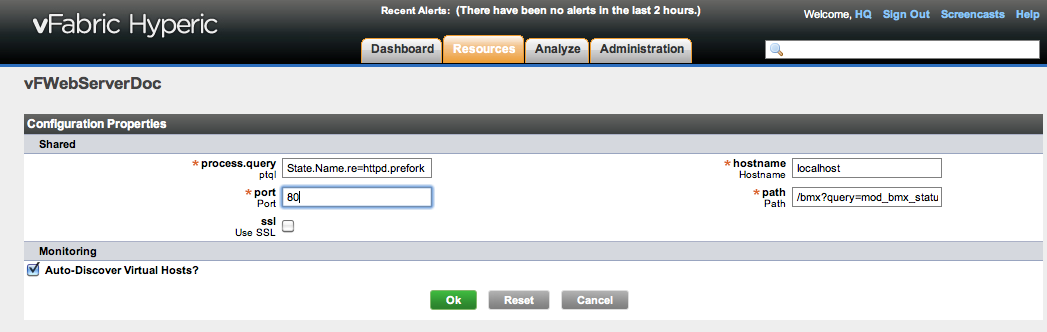 vFabric Hyperic
Recent Alerts: (There have been no alerts in the last 2 hours.)
Welcome, HQ Sign Out Screencasts Help
Dashboard Resources Analyze Administration
vFWebServerDoc
Configuration Properties
Shared
* process.query State.Name.re=httpd.prefork * hostname localhost
ptql Hostname
* port 80 * path /bmx?query=mod_bmx_statu
Port Path
ssl
Use SSL
Monitoring
Auto-Discover Virtual Hosts?
Ok Reset Cancel